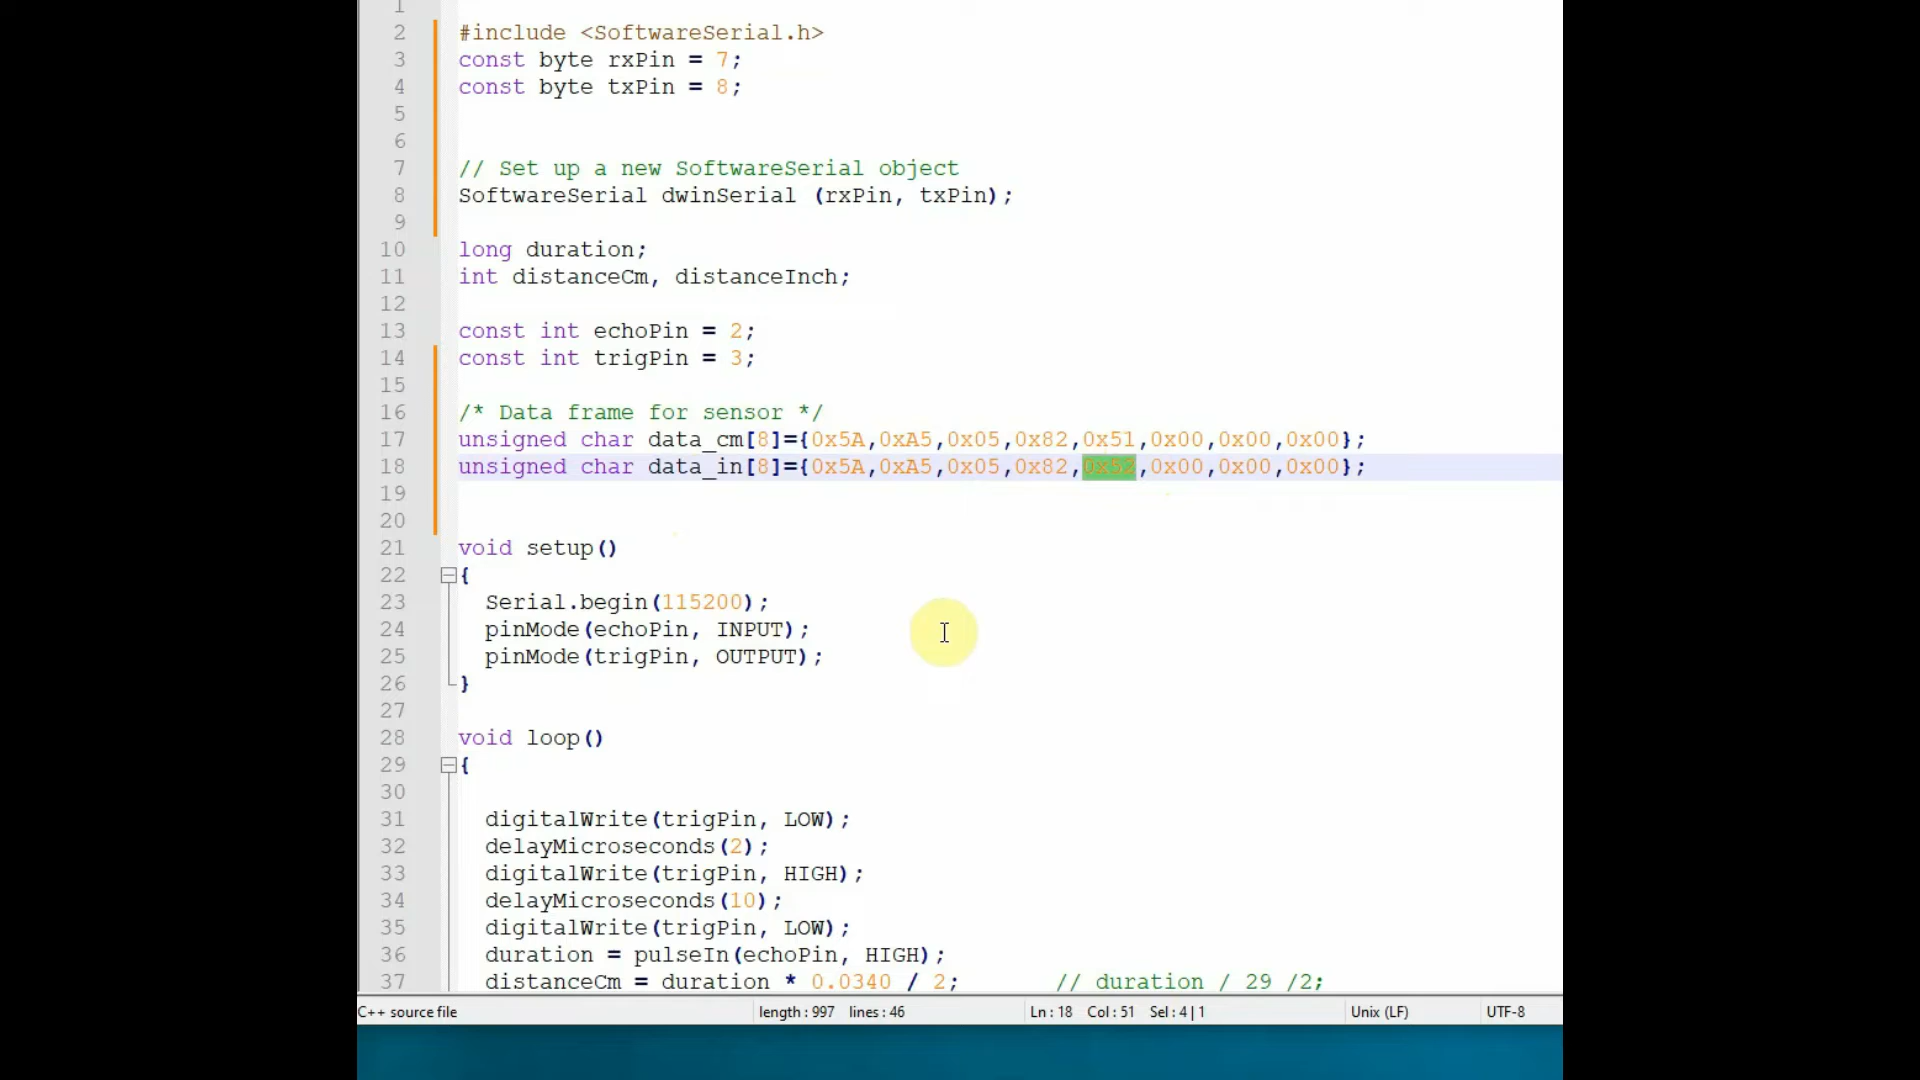 1
2 #include <SoftwareSerial.h>
3 const byte rxPin = 7;
4 const byte txPin = 8;
5
6
7 // Set up a new SoftwareSerial object
8 SoftwareSerial dwinSerial (rxPin, txPin);
9
10 long duration;
11 int distanceCm, distanceInch;
12
13 const int echoPin = 2;
14 const int trigPin = 3;
15
16 /* Data frame for sensor */
17 unsigned char data_cm[8]={0x5A,0xA5,0x05,0x82,0x51,0x00,0x00,0x00};
18 unsigned char data_in[8]={0x5A,0xA5,0x05,0x82,0x52,0x00,0x00,0x00};
19
20
21 void setup()
22 {
23 Serial.begin(115200);
24 pinMode(echoPin, INPUT);
25 pinMode(trigPin, OUTPUT);
26 }
27
28 void loop()
29 {
30
31 digitalWrite(trigPin, LOW);
32 delayMicroseconds(2);
33 digitalWrite(trigPin, HIGH);
34 delayMicroseconds(10);
35 digitalWrite(trigPin, LOW);
36 duration = pulseIn(echoPin, HIGH);
37 distanceCm = duration * 0.0340 / 2; // duration / 29 /2;
C++ source file length : 997 lines : 46 Ln : 18 Col : 51 Sel : 4 | 1 Unix (LF) UTF-8